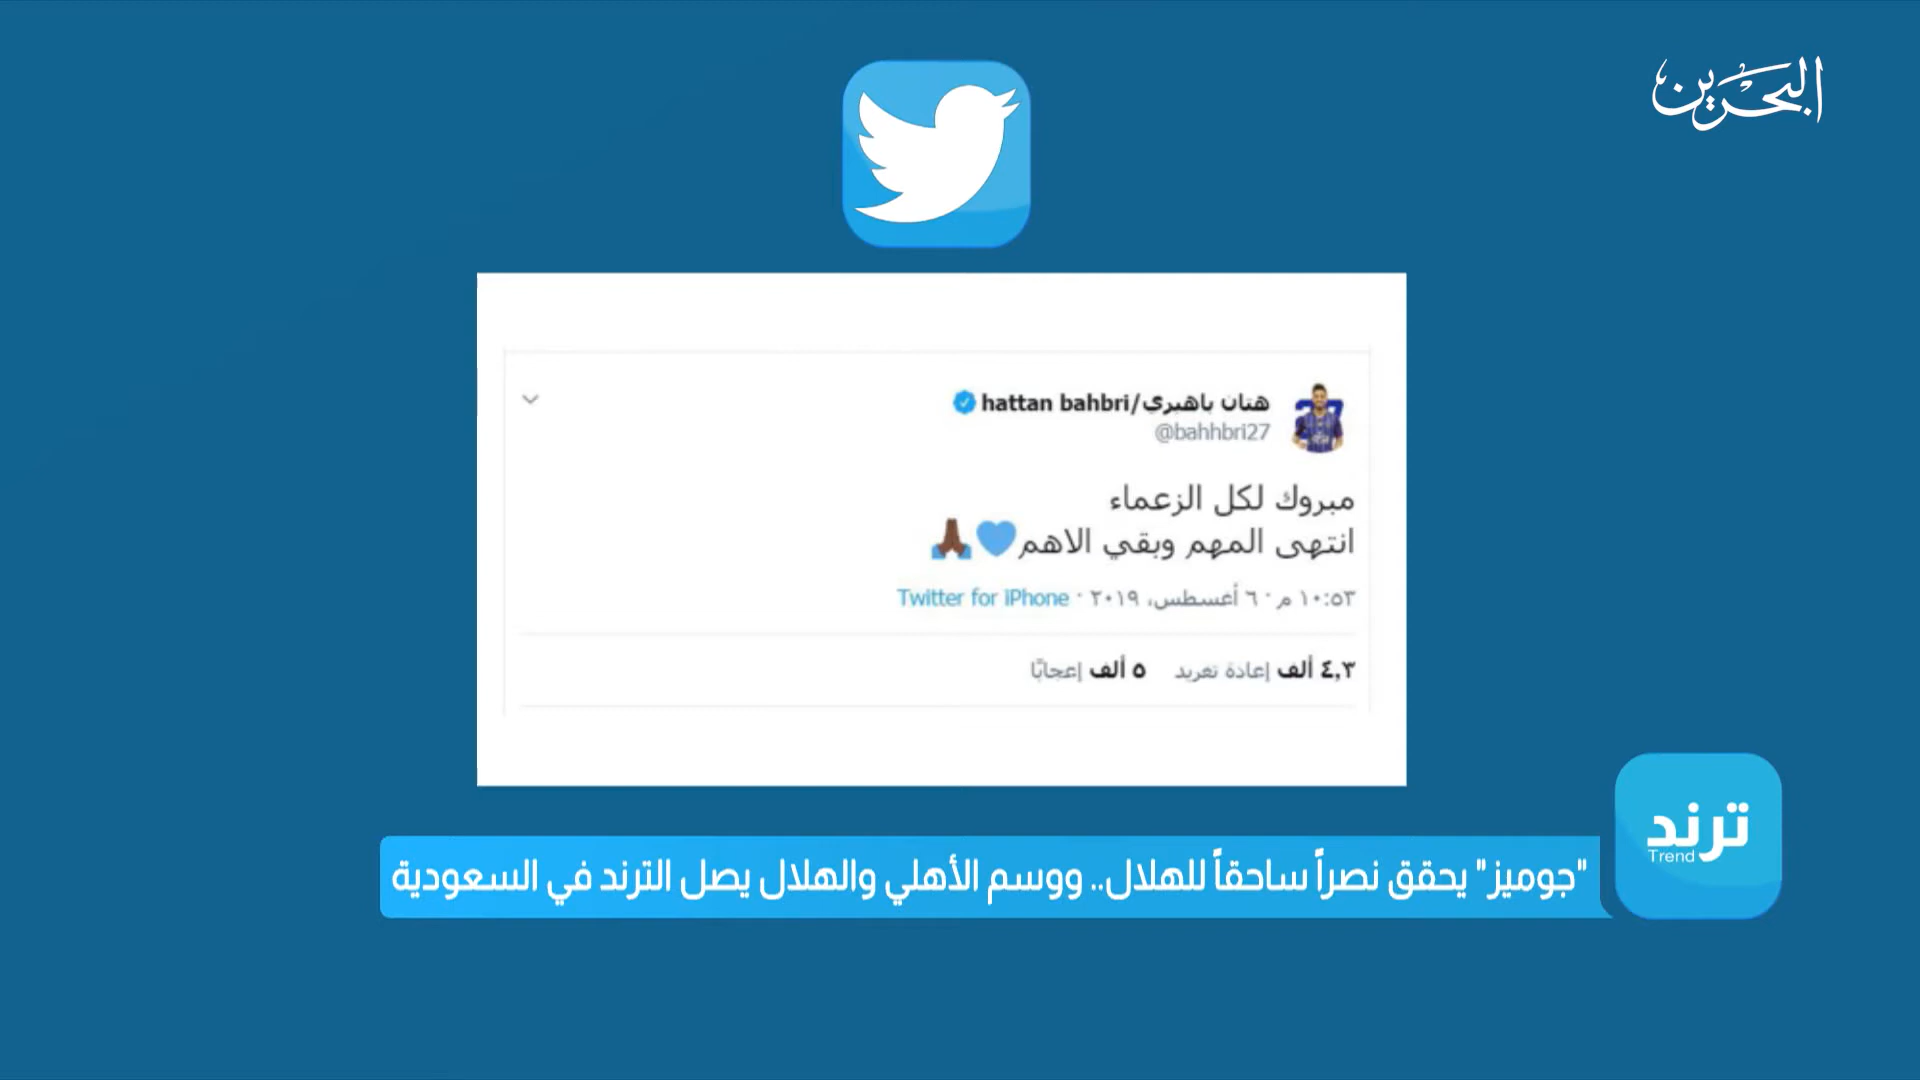 البحرين
هتان باهبري/hattan bahbri
@bahhbri27
مبروك لكل الزعماء
انتهى المهم وبقي الاهم💙🙏🏿
١٠:٥٣ م · ٦ أغسطس، ٢٠١٩ · Twitter for iPhone
٤,٣ ألف إعادة تغريد ٥ ألف إعجابًا
ترند
Trend
"جوميز" يحقق نصراً ساحقاً للهلال.. ووسم الأهلي والهلال يصل الترند في السعودية